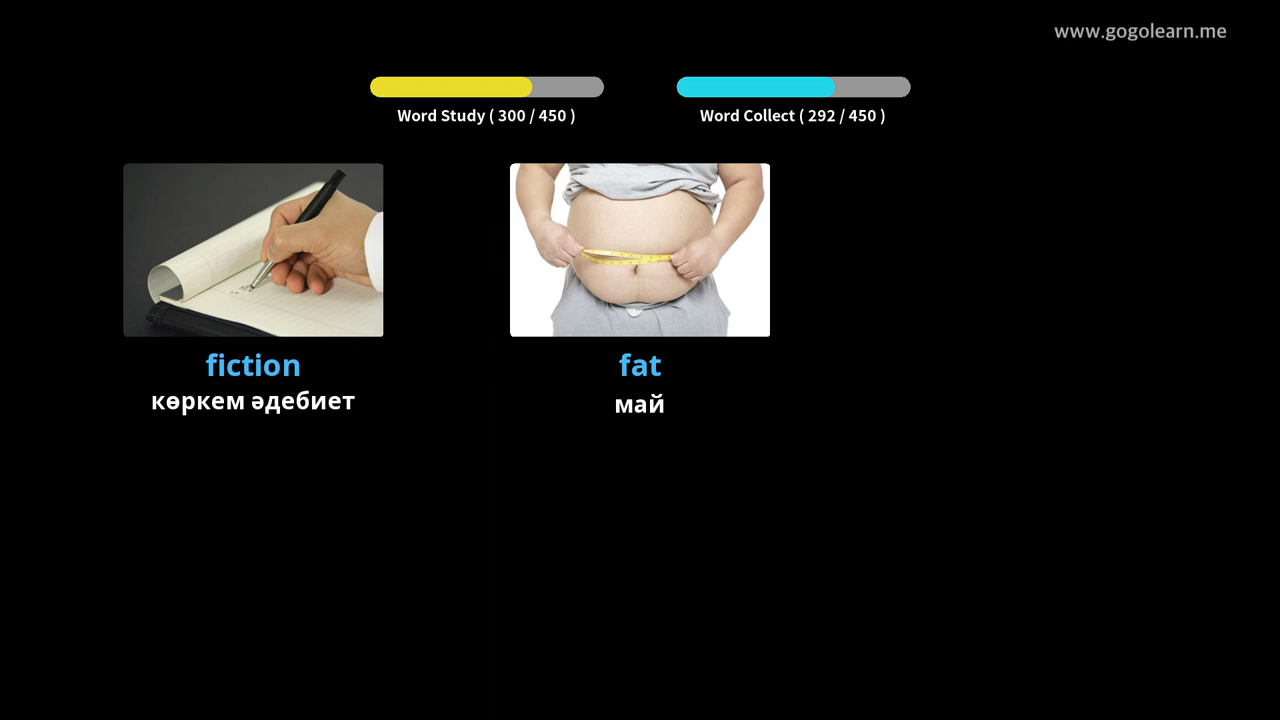 www.gogolearn.me
Word Study ( 300 / 450 )
Word Collect ( 292 / 450 )
fiction
көркем әдебиет
fat
май